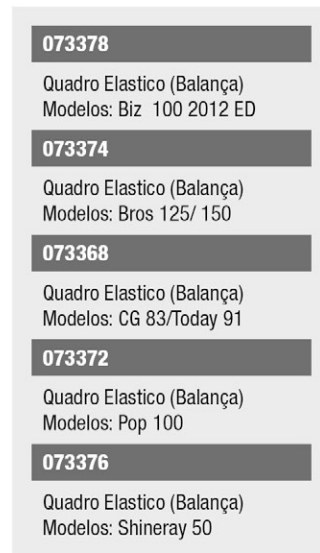 073378
Quadro Elastico (Balança)
Modelos: Biz 100 2012 ED
073374
Quadro Elastico (Balança)
Modelos: Bros 125/ 150
073368
Quadro Elastico (Balança)
Modelos: CG 83/Today 91
073372
Quadro Elastico (Balança)
Modelos: Pop 100
073376
Quadro Elastico (Balança)
Modelos: Shineray 50